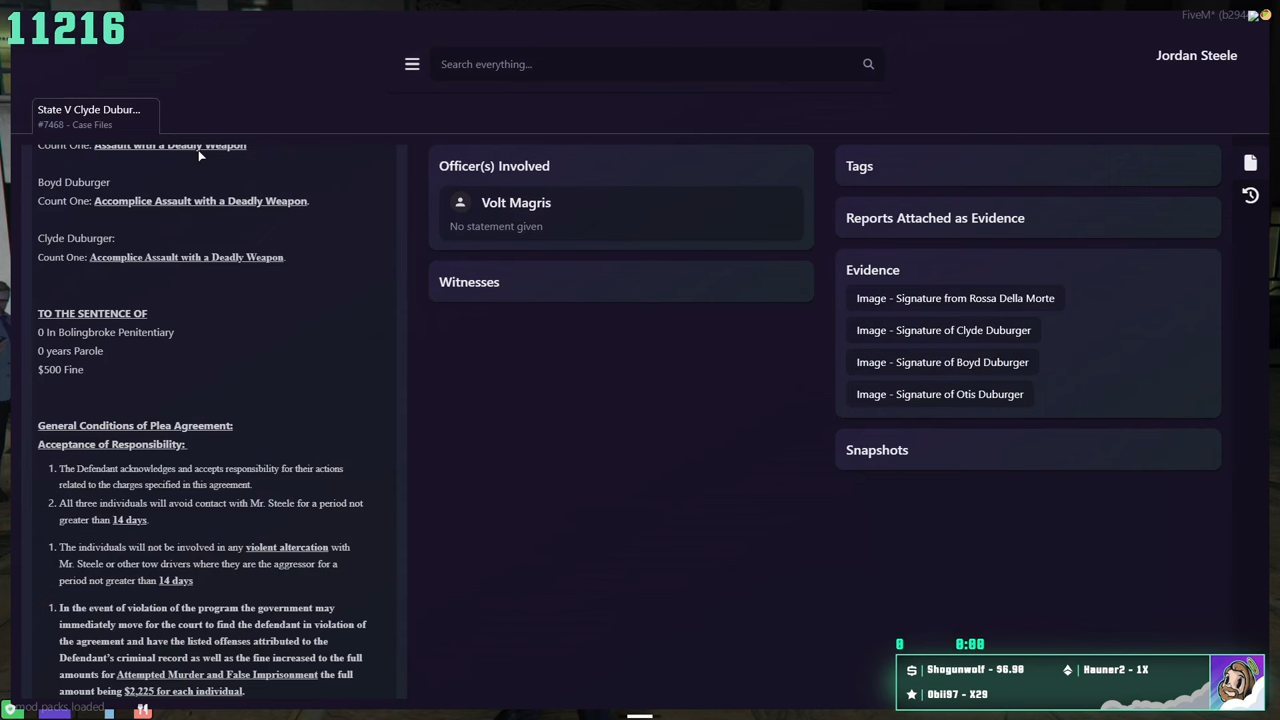 11216
FiveM* (b294
Search everything...
Jordan Steele
State V Clyde Dubur...
#7468 - Case Files
Count One: Assault with a Deadly Weapon
Boyd Duburger
Count One: Accomplice Assault with a Deadly Weapon.
Clyde Duburger:
Count One: Accomplice Assault with a Deadly Weapon.
TO THE SENTENCE OF
0 In Bolingbroke Penitentiary
0 years Parole
$500 Fine
General Conditions of Plea Agreement:
Acceptance of Responsibility:
1. The Defendant acknowledges and accepts responsibility for their actions
related to the charges specified in this agreement.
2. All three individuals will avoid contact with Mr. Steele for a period not
greater than 14 days.
1. The individuals will not be involved in any violent altercation with
Mr. Steele or other tow drivers where they are the aggressor for a
period not greater than 14 days
1. In the event of violation of the program the government may
immediately move for the court to find the defendant in violation of
the agreement and have the listed offenses attributed to the
Defendant's criminal record as well as the fine increased to the full
amounts for Attempted Murder and False Imprisonment the full
amount being $2,225 for each individual.
Officer(s) Involved
Volt Magris
No statement given
Witnesses
Tags
Reports Attached as Evidence
Evidence
Image - Signature from Rossa Della Morte
Image - Signature of Clyde Duburger
Image - Signature of Boyd Duburger
Image - Signature of Otis Duburger
Snapshots
0 0:00
Shogunwolf - $6.90
Hauner2 - 1X
Obli97 - X29
mod packs loaded